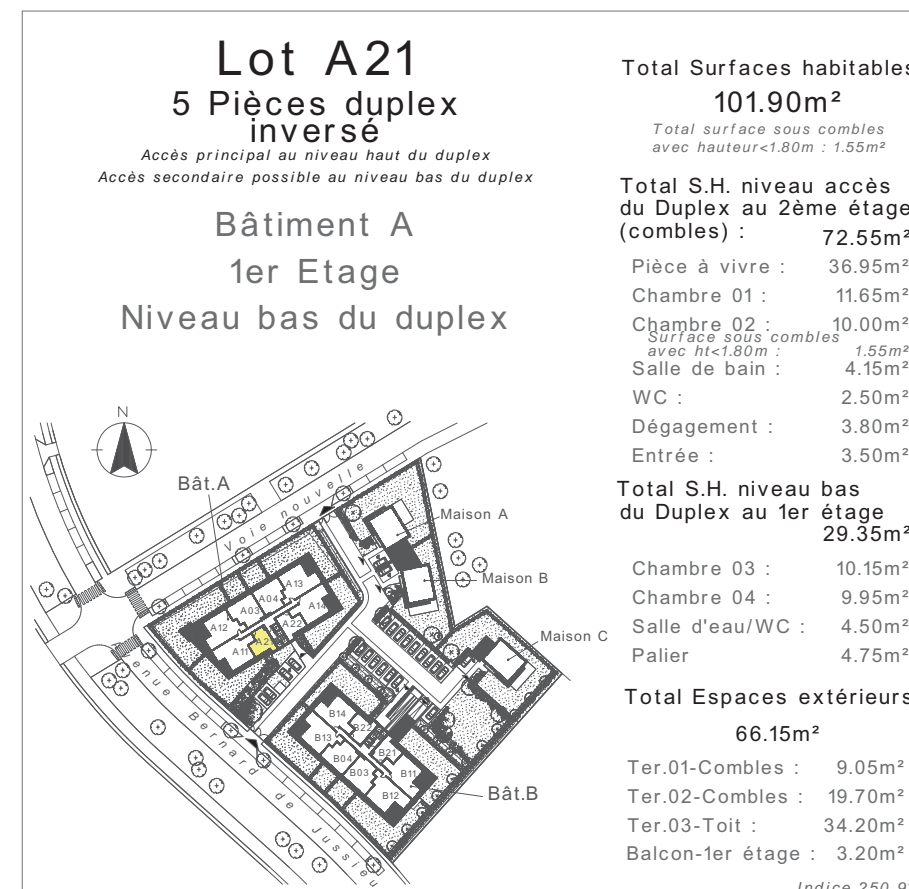 Lot A21
5 Pièces duplex
inversé
Accès principal au niveau haut du duplex
Accès secondaire possible au niveau bas du duplex
Bâtiment A
1er Etage
Niveau bas du duplex
Total Surfaces habitables
101.90m²
Total surface sous combles
avec hauteur<1.80m : 1.55m²
Total S.H. niveau accès
du Duplex au 2ème étage
(combles) : 72.55m²
Pièce à vivre : 36.95m²
Chambre 01 : 11.65m²
Chambre 02 : 10.00m²
Surface sous combles
avec ht<1.80m : 1.55m²
Salle de bain : 4.15m²
WC : 2.50m²
Dégagement : 3.80m²
Entrée : 3.50m²
Total S.H. niveau bas
du Duplex au 1er étage
29.35m²
Chambre 03 : 10.15m²
Chambre 04 : 9.95m²
Salle d'eau/WC : 4.50m²
Palier 4.75m²
Total Espaces extérieurs
66.15m²
Ter.01-Combles : 9.05m²
Ter.02-Combles : 19.70m²
Ter.03-Toit : 34.20m²
Balcon-1er étage : 3.20m²
N
Bât.A
Voie nouvelle
Maison A
Maison B
Maison C
A13
A04
A14
A03
A12
A22
A11
A2
B14
B22
B13
B04
B21
B03
B11
B12
Bât.B
enue Bernard de Jussieu
Indice 250.9